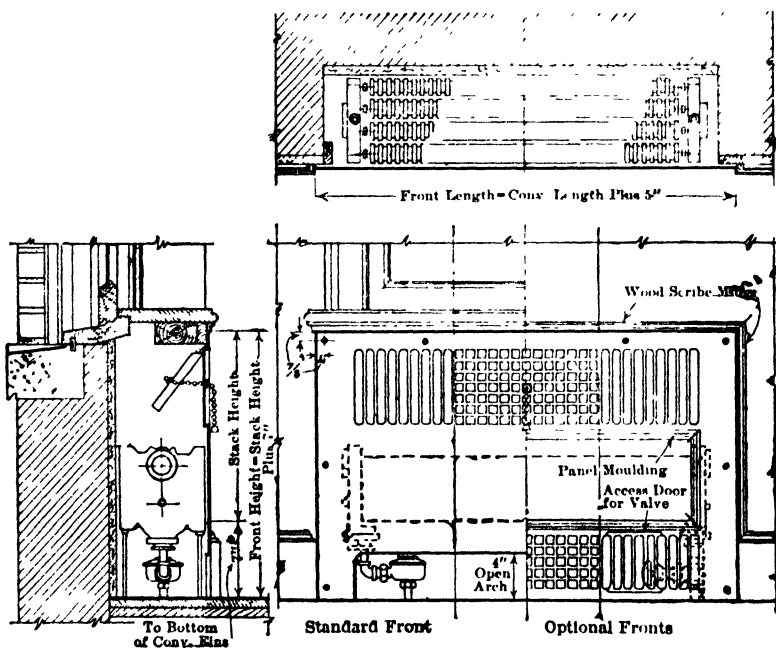 Front Length=Conv. Length Plus 5"
Wood Scribe
Stack Height
Front Height=Stack Height
Plus
Panel Moulding
Access Door
for Valve
4"
Open
Arch
To Bottom
of Conv. Fins
Standard Front
Optional Fronts